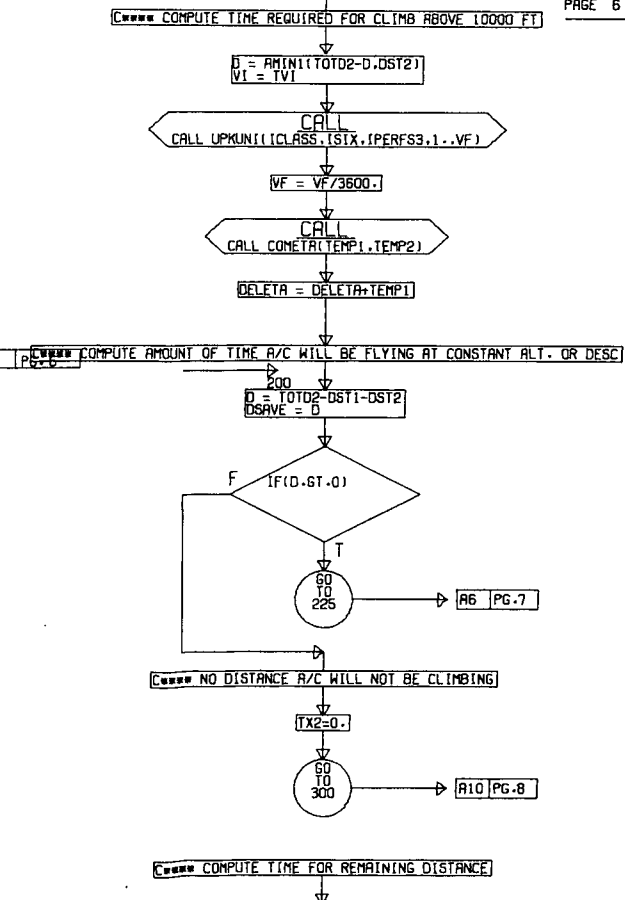 PAGE 6
C**** COMPUTE TIME REQUIRED FOR CLIMB ABOVE 10000 FT
D = AMIN1(TOTD2-D,DST2)
VI = TVI
CALL
CALL UPKUNI(ICLASS,ISIX,IPERFS3,1..VF)
VF = VF/3600.
CALL
CALL COMETA(TEMP1,TEMP2)
DELETA = DELETA+TEMP1
C**** COMPUTE AMOUNT OF TIME A/C WILL BE FLYING AT CONSTANT ALT. OR DESC
PG.6
200
D = TOTD2-DST1-DST2
DSAVE = D
F
IF(D.GT.0)
T
GO
TO
225
A6 PG.7
C**** NO DISTANCE A/C WILL NOT BE CLIMBING
TX2=0.
GO
TO
300
A10 PG.8
C**** COMPUTE TIME FOR REMAINING DISTANCE